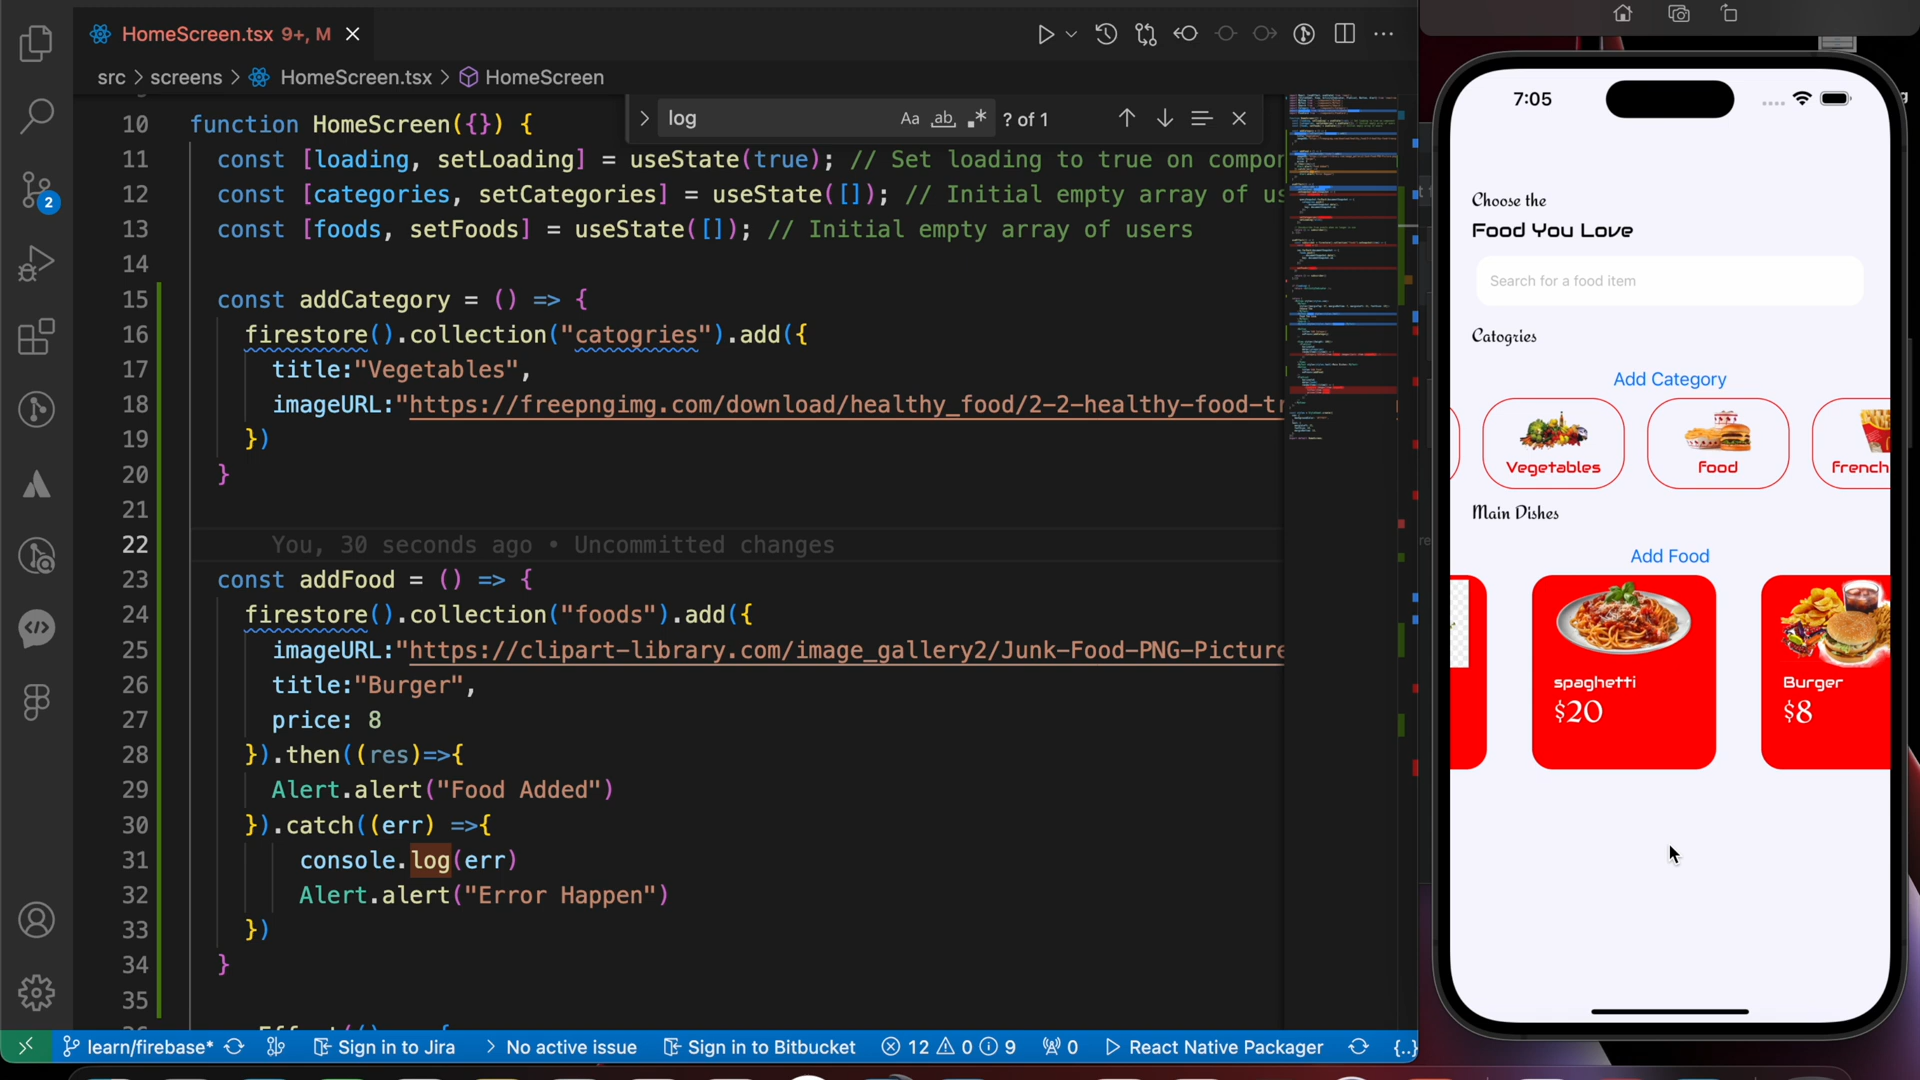 HomeScreen.tsx 9+, M
src > screens > HomeScreen.tsx > HomeScreen
log
Aa ab .* ? of 1
10 function HomeScreen({}) {
11 const [loading, setLoading] = useState(true); // Set loading to true on compon
12 const [categories, setCategories] = useState([]); // Initial empty array of us
13 const [foods, setFoods] = useState([]); // Initial empty array of users
14
15 const addCategory = () => {
16 firestore().collection("catogries").add({
17 title:"Vegetables",
18 imageURL:"https://freepngimg.com/download/healthy_food/2-2-healthy-food-tr
19 })
20 }
21
22 You, 30 seconds ago • Uncommitted changes
23 const addFood = () => {
24 firestore().collection("foods").add({
25 imageURL:"https://clipart-library.com/image_gallery2/Junk-Food-PNG-Picture
26 title:"Burger",
27 price: 8
28 }).then((res)=>{
29 Alert.alert("Food Added")
30 }).catch((err) =>{
31 console.log(err)
32 Alert.alert("Error Happen")
33 })
34 }
35
2
learn/firebase* Sign in to Jira > No active issue Sign in to Bitbucket 12 0 9 0 React Native Packager {..}
7:05
Choose the
Food You Love
Search for a food item
Catogries
Add Category
Vegetables
food
french
Main Dishes
Add Food
spaghetti
$20
Burger
$8